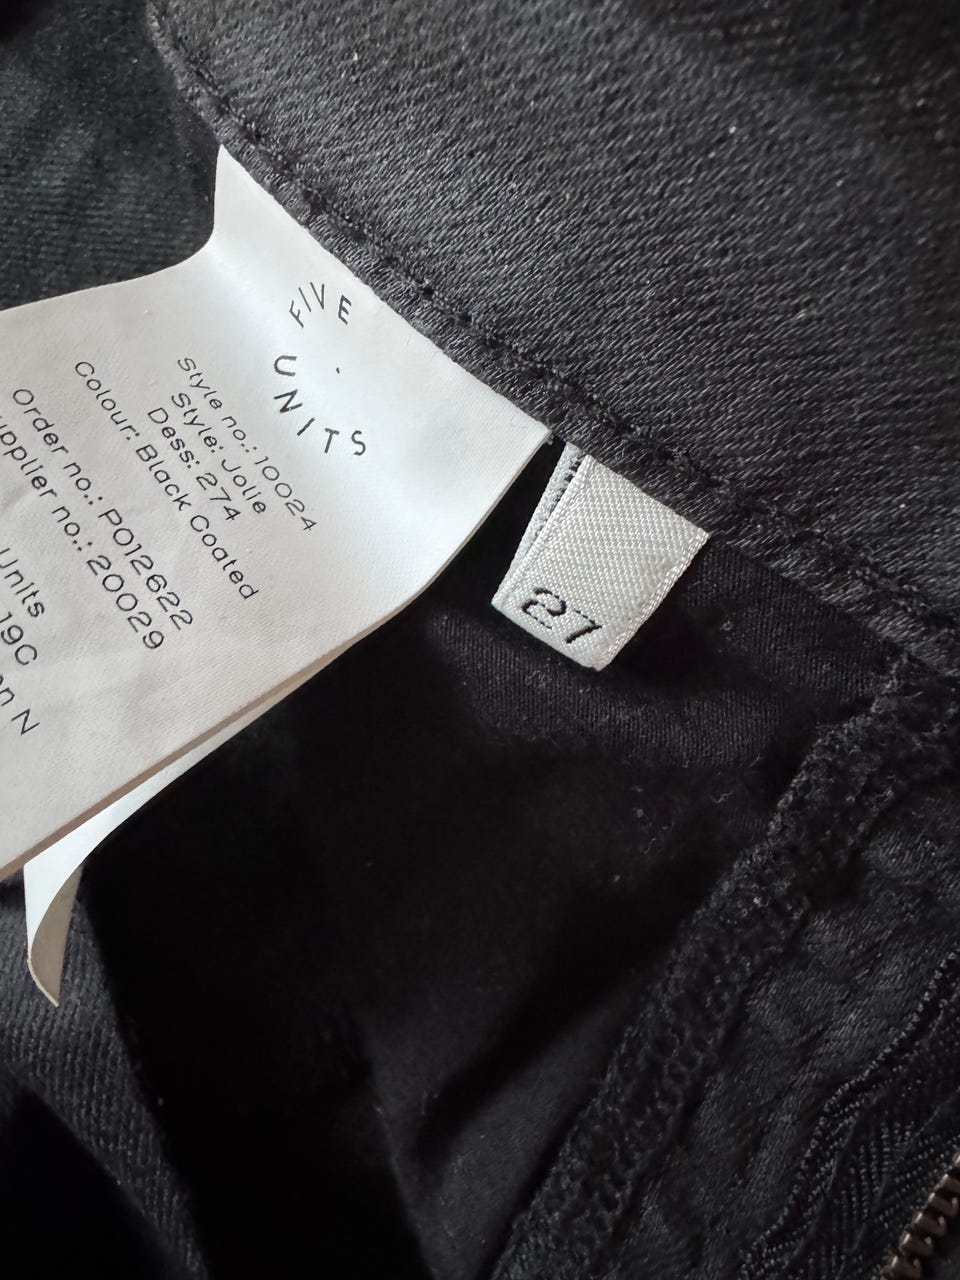 FIVE
UNITS
Style no.: 10024
Style: Jolie
Dess: 274
Colour: Black Coated
Order no.: PO12622
upplier no.: 20029
Units
19C
n N
27